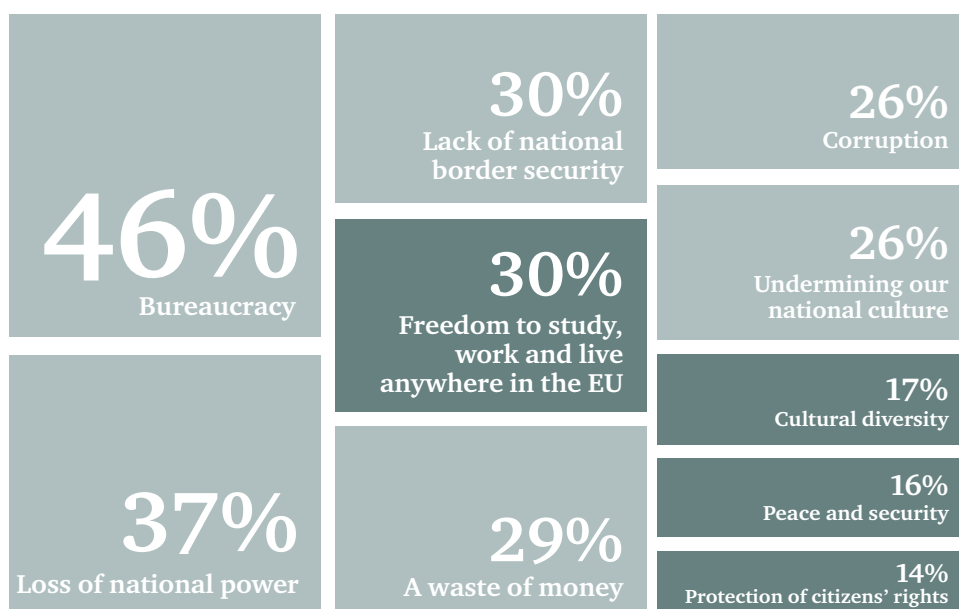 46%
Bureaucracy
37%
Loss of national power
30%
Lack of national
border security
30%
Freedom to study,
work and live
anywhere in the EU
29%
A waste of money
26%
Corruption
26%
Undermining our
national culture
17%
Cultural diversity
16%
Peace and security
14%
Protection of citizens’ rights